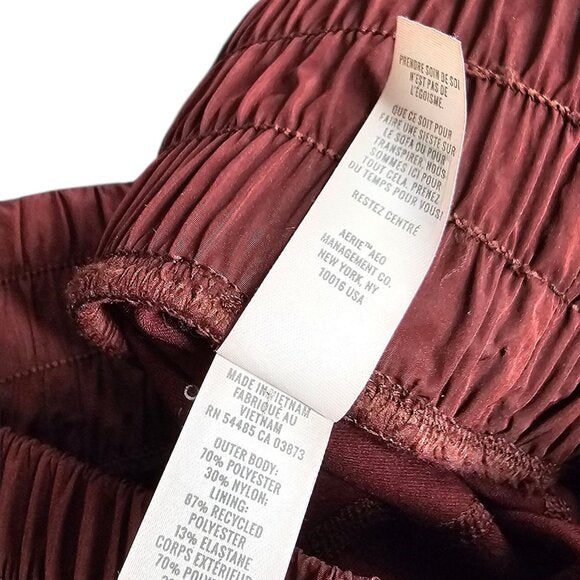 PRENDRE SOIN DE SOI
N'EST PAS DE
L'ÉGOÏSME.
QUE CE SOIT POUR
FAIRE UNE SIESTE SUR
LE SOFA OU POUR
TRANSPIRER, NOUS
SOMMES ICI POUR
TOUT CELA. PRENEZ
DU TEMPS POUR VOUS!
RESTEZ CENTRÉ
AERIE™ AEO
MANAGEMENT CO.
NEW YORK, NY
10016 USA
MADE IN VIETNAM
FABRIQUÉ AU
VIETNAM
RN 54485 CA 03873
OUTER BODY:
70% POLYESTER
30% NYLON:
LINING:
87% RECYCLED
POLYESTER
13% ELASTANE
CORPS EXTÉRIEUR
70% POLYE